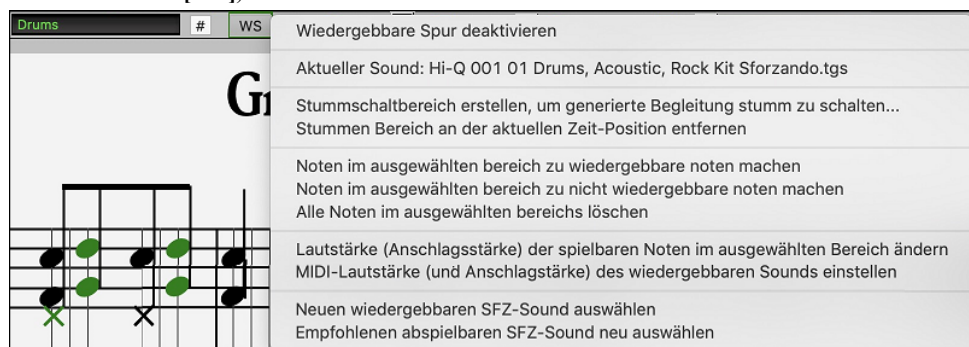 Drums # WS
Wiedergebbare Spur deaktivieren
Aktueller Sound: Hi-Q 001 01 Drums, Acoustic, Rock Kit Sforzando.tgs
Stummschaltbereich erstellen, um generierte Begleitung stumm zu schalten...
Stummen Bereich an der aktuellen Zeit-Position entfernen
Noten im ausgewählten bereich zu wiedergebbare noten machen
Noten im ausgewählten bereich zu nicht wiedergebbare noten machen
Alle Noten im ausgewählten bereichs löschen
Lautstärke (Anschlagsstärke) der spielbaren Noten im ausgewählten Bereich ändern
MIDI-Lautstärke (und Anschlagstärke) des wiedergebbaren Sounds einstellen
Neuen wiedergebbaren SFZ-Sound auswählen
Empfohlenen abspielbaren SFZ-Sound neu auswählen